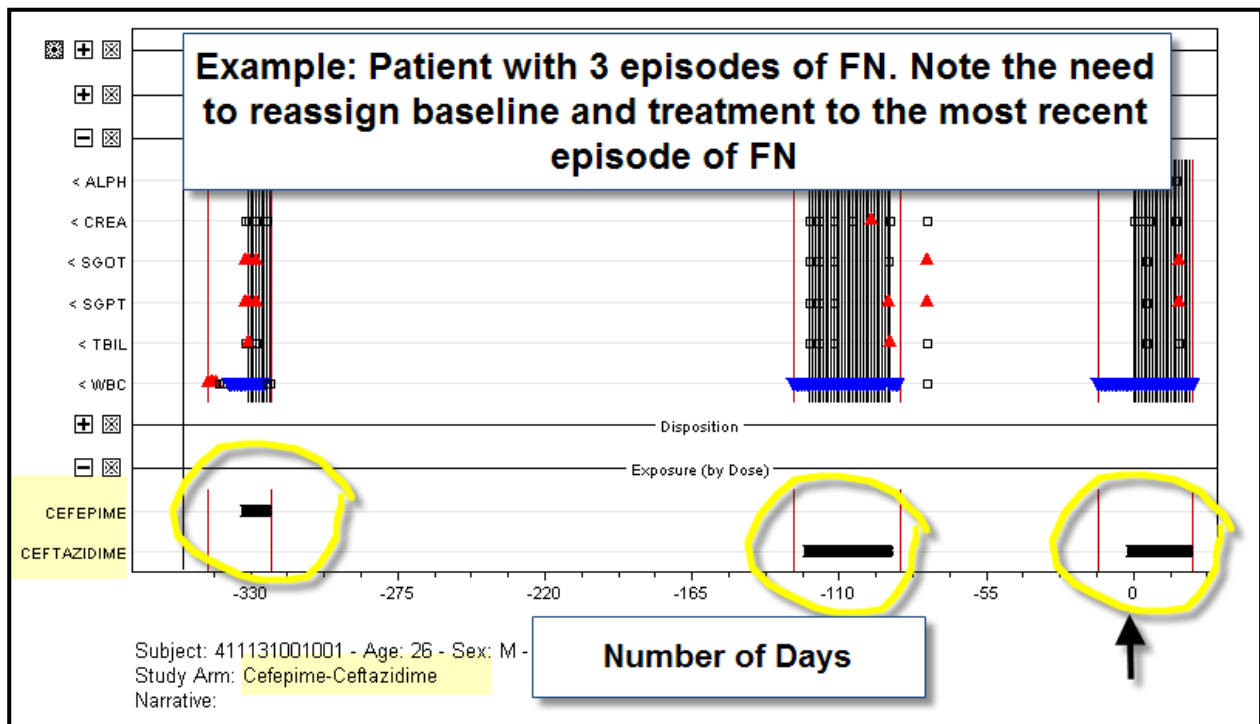 Example: Patient with 3 episodes of FN. Note the need
to reassign baseline and treatment to the most recent
episode of FN
< ALPH
< CREA
< SGOT
< SGPT
< TBIL
< WBC
Disposition
Exposure (by Dose)
CEFEPIME
CEFTAZIDIME
-330 -275 -220 -165 -110 -55 0
Number of Days
Subject: 411131001001 - Age: 26 - Sex: M -
Study Arm: Cefepime-Ceftazidime
Narrative: